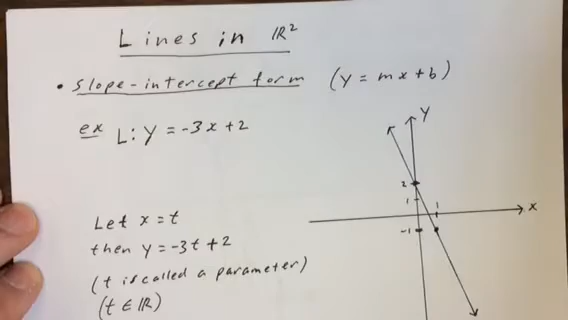 Lines in ℝ²
• slope-intercept form (y = mx + b)
ex L: y = -3x + 2
Let x = t
then y = -3t + 2
(t is called a parameter)
(t ∈ ℝ)
y
2
1
1
x
-1